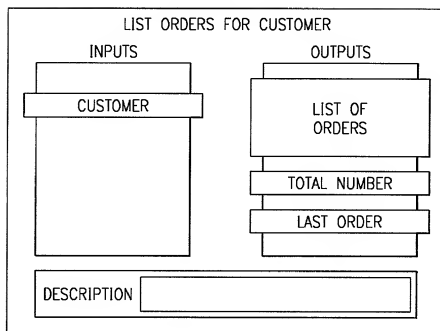 LIST ORDERS FOR CUSTOMER
INPUTS
CUSTOMER
OUTPUTS
LIST OF
ORDERS
TOTAL NUMBER
LAST ORDER
DESCRIPTION